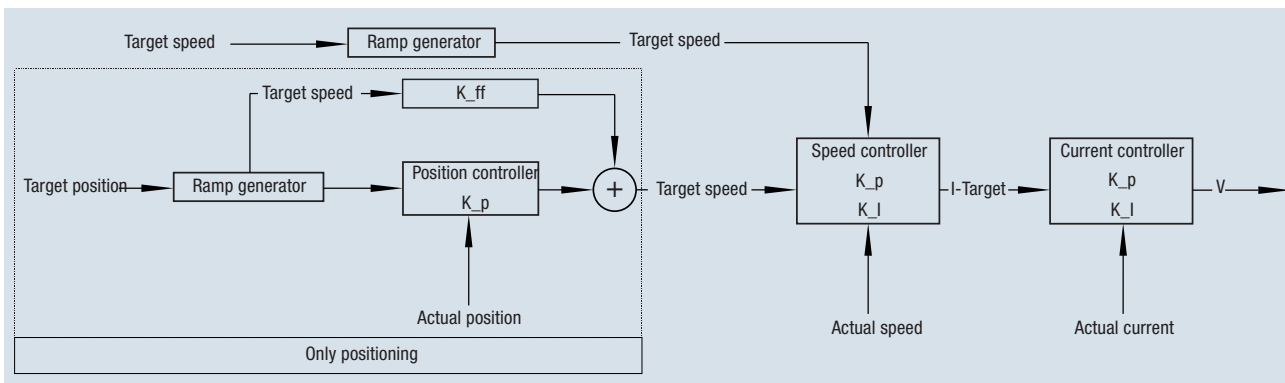 Target speed
Ramp generator
Target speed
Target speed
K_ff
Target position
Ramp generator
Position controller
K_p
+
Target speed
Speed controller
K_p
K_I
I-Target
Current controller
K_p
K_I
V
Actual position
Actual speed
Actual current
Only positioning